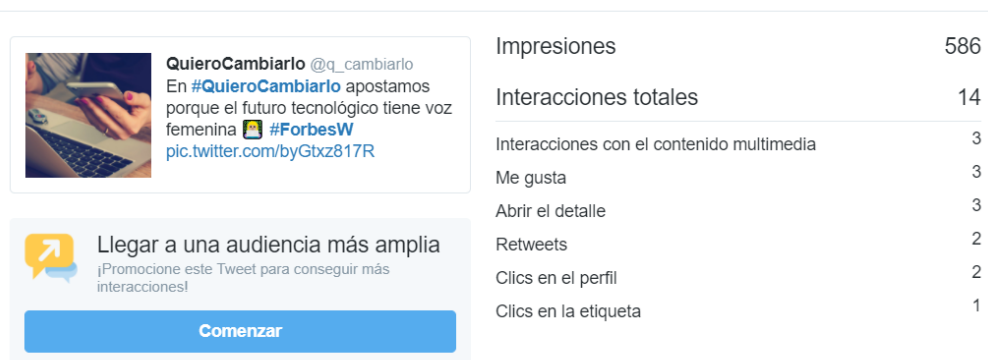 QuieroCambiarlo @q_cambiarlo
En #QuieroCambiarlo apostamos
porque el futuro tecnológico tiene voz
femenina 👩‍💻 #ForbesW
pic.twitter.com/byGtxz817R
Llegar a una audiencia más amplia
¡Promocione este Tweet para conseguir más
interacciones!
Comenzar
Impresiones 586
Interacciones totales 14
Interacciones con el contenido multimedia 3
Me gusta 3
Abrir el detalle 3
Retweets 2
Clics en el perfil 2
Clics en la etiqueta 1